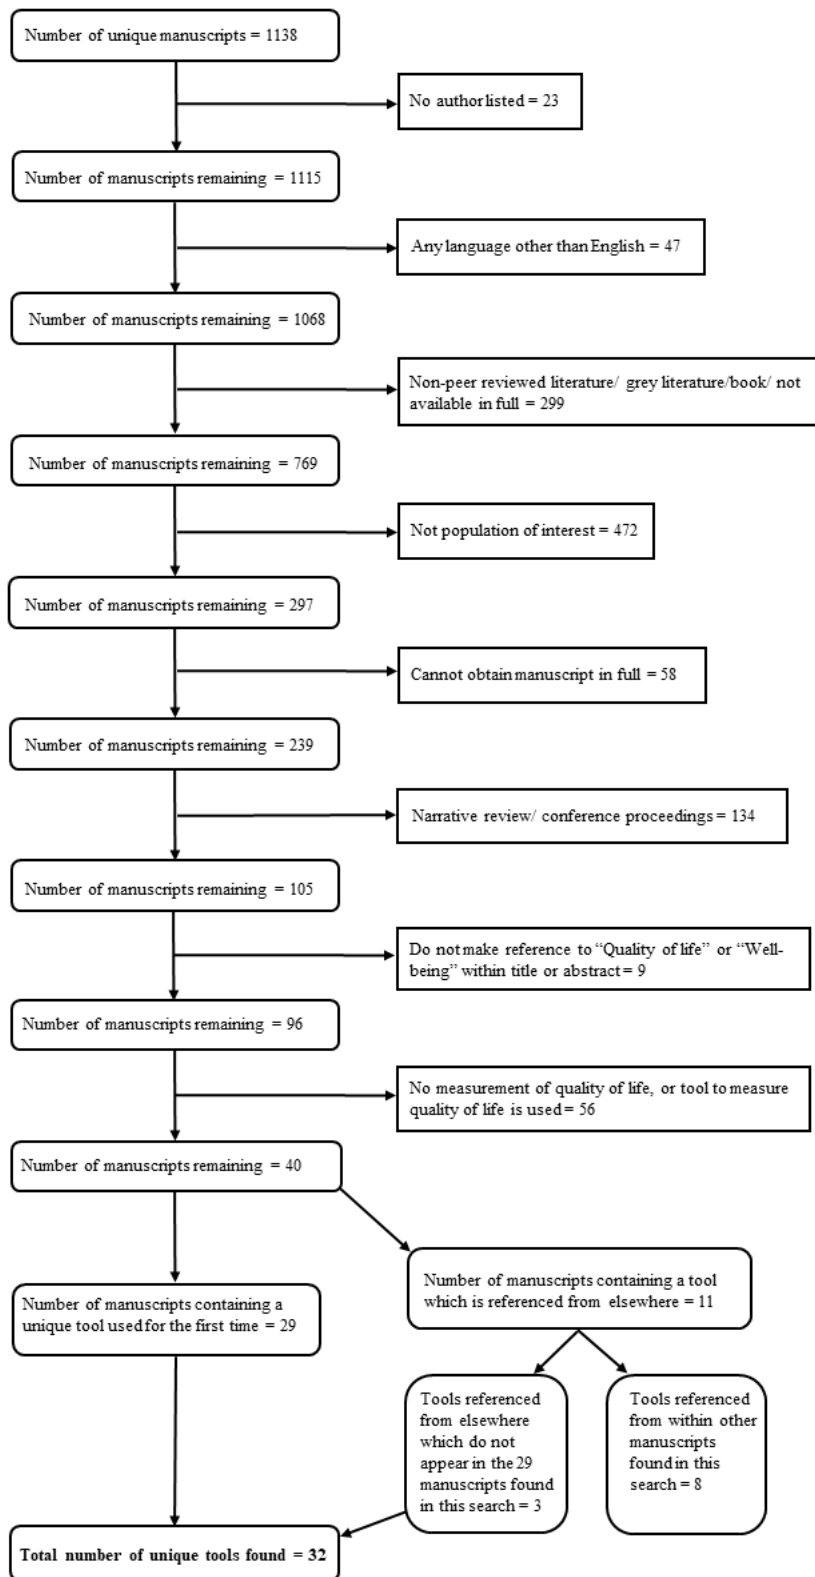 Number of unique manuscripts = 1138
No author listed = 23
Number of manuscripts remaining = 1115
Any language other than English = 47
Number of manuscripts remaining = 1068
Non-peer reviewed literature/ grey literature/book/ not
available in full = 299
Number of manuscripts remaining = 769
Not population of interest = 472
Number of manuscripts remaining = 297
Cannot obtain manuscript in full = 58
Number of manuscripts remaining = 239
Narrative review/ conference proceedings = 134
Number of manuscripts remaining = 105
Do not make reference to “Quality of life” or “Well-
being” within title or abstract = 9
Number of manuscripts remaining = 96
No measurement of quality of life, or tool to measure
quality of life is used = 56
Number of manuscripts remaining = 40
Number of manuscripts containing a tool
which is referenced from elsewhere = 11
Number of manuscripts containing a
unique tool used for the first time = 29
Tools referenced
from elsewhere
which do not
appear in the 29
manuscripts found
in this search = 3
Tools referenced
from within other
manuscripts
found in this
search = 8
Total number of unique tools found = 32